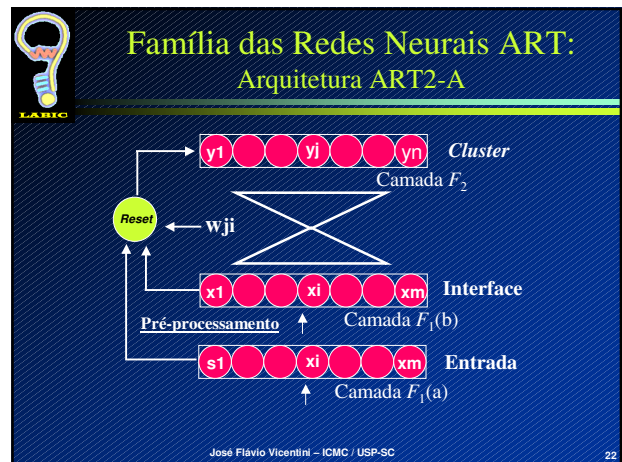 Família das Redes Neurais ART:
Arquitetura ART2-A
LABIC
y1 yj yn Cluster
Camada F2
Reset
wji
x1 xi xm Interface
Pré-processamento Camada F1(b)
s1 xi xm Entrada
Camada F1(a)
José Flávio Vicentini – ICMC / USP-SC 22